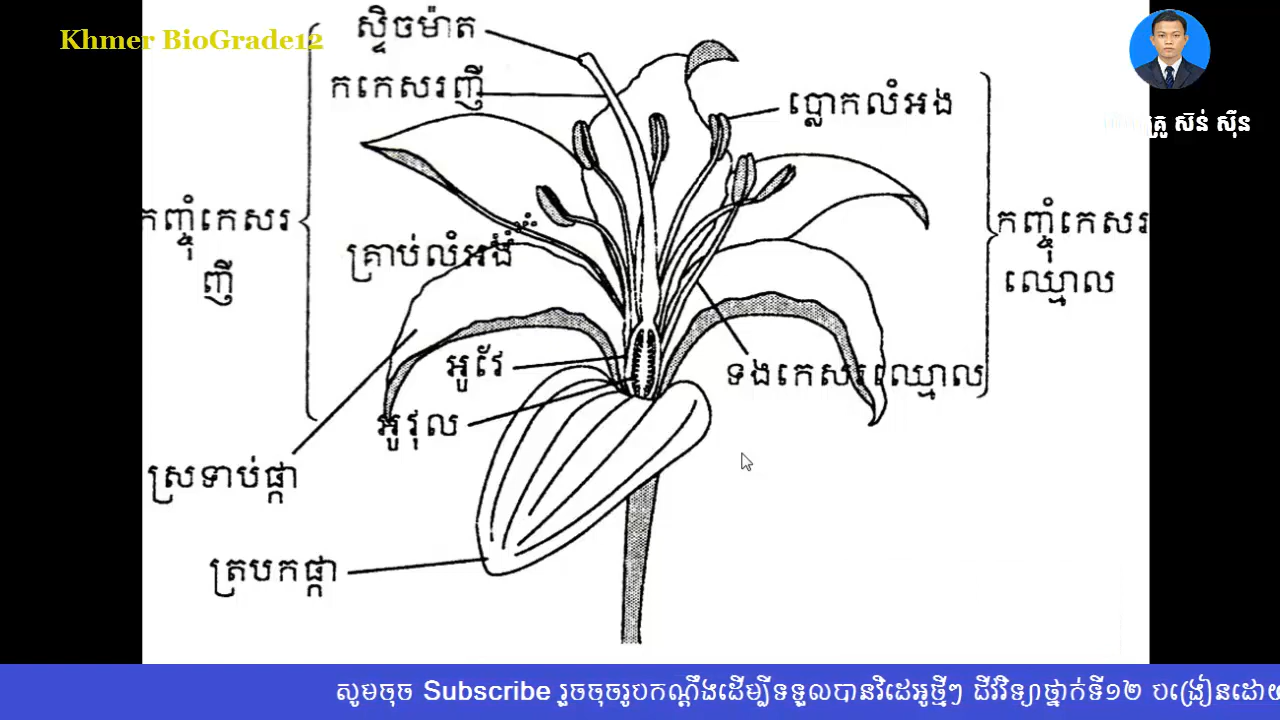 Khmer BioGrade12
ស្ទិចម៉ាត
កកេសរញី
ប្លោកលំអង
គ្រូ ស៊ន់ ស៊ីន
កញ្ចុំកេសរ
ញី
គ្រាប់លំអង
កញ្ចុំកេសរ
ឈ្មោល
អូវែ
ទងកេសរឈ្មោល
អូវុល
ស្រទាប់ផ្កា
ត្របកផ្កា
សូមចុច Subscribe រួចចុចរូបកណ្តឹងដើម្បីទទួលបានវិដេអូថ្មីៗ ជីវវិទ្យាថ្នាក់ទី១២ បង្រៀនដោយ